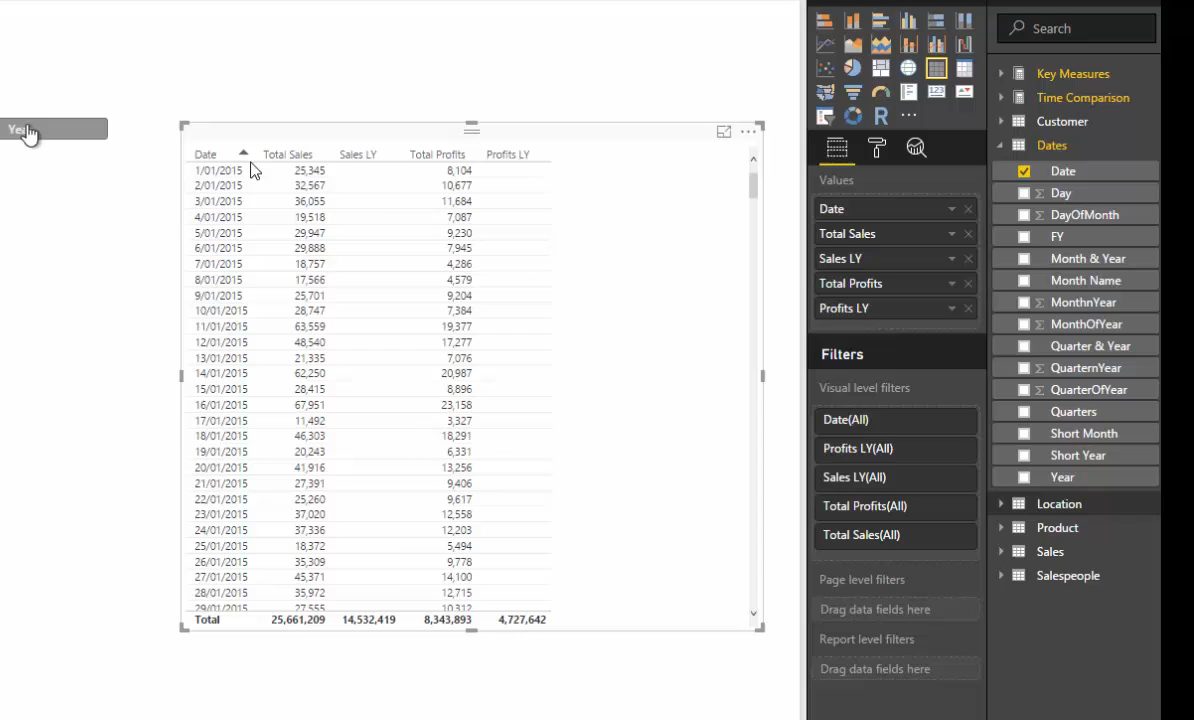 Year
Date Total Sales Sales LY Total Profits Profits LY
1/01/2015 25,345 8,104
2/01/2015 32,567 10,677
3/01/2015 36,055 11,684
4/01/2015 19,518 7,087
5/01/2015 29,947 9,230
6/01/2015 29,888 7,945
7/01/2015 18,757 4,286
8/01/2015 17,566 4,579
9/01/2015 25,701 9,204
10/01/2015 28,747 7,384
11/01/2015 63,559 19,377
12/01/2015 48,540 17,277
13/01/2015 21,335 7,076
14/01/2015 62,250 20,987
15/01/2015 28,415 8,896
16/01/2015 67,951 23,158
17/01/2015 11,492 3,327
18/01/2015 46,303 18,291
19/01/2015 20,243 6,331
20/01/2015 41,916 13,256
21/01/2015 27,391 9,406
22/01/2015 25,260 9,617
23/01/2015 37,020 12,558
24/01/2015 37,336 12,203
25/01/2015 18,372 5,494
26/01/2015 35,309 9,778
27/01/2015 45,371 14,100
28/01/2015 35,972 12,715
29/01/2015 27,555 10,312
Total 25,661,209 14,532,419 8,343,893 4,727,642
R
123
Values
Date
Total Sales
Sales LY
Total Profits
Profits LY
Filters
Visual level filters
Date(All)
Profits LY(All)
Sales LY(All)
Total Profits(All)
Total Sales(All)
Page level filters
Drag data fields here
Report level filters
Drag data fields here
Search
Key Measures
Time Comparison
Customer
Dates
Date
Σ Day
Σ DayOfMonth
FY
Month & Year
Month Name
Σ MonthnYear
Σ MonthOfYear
Quarter & Year
Σ QuarternYear
Σ QuarterOfYear
Quarters
Short Month
Short Year
Year
Location
Product
Sales
Salespeople